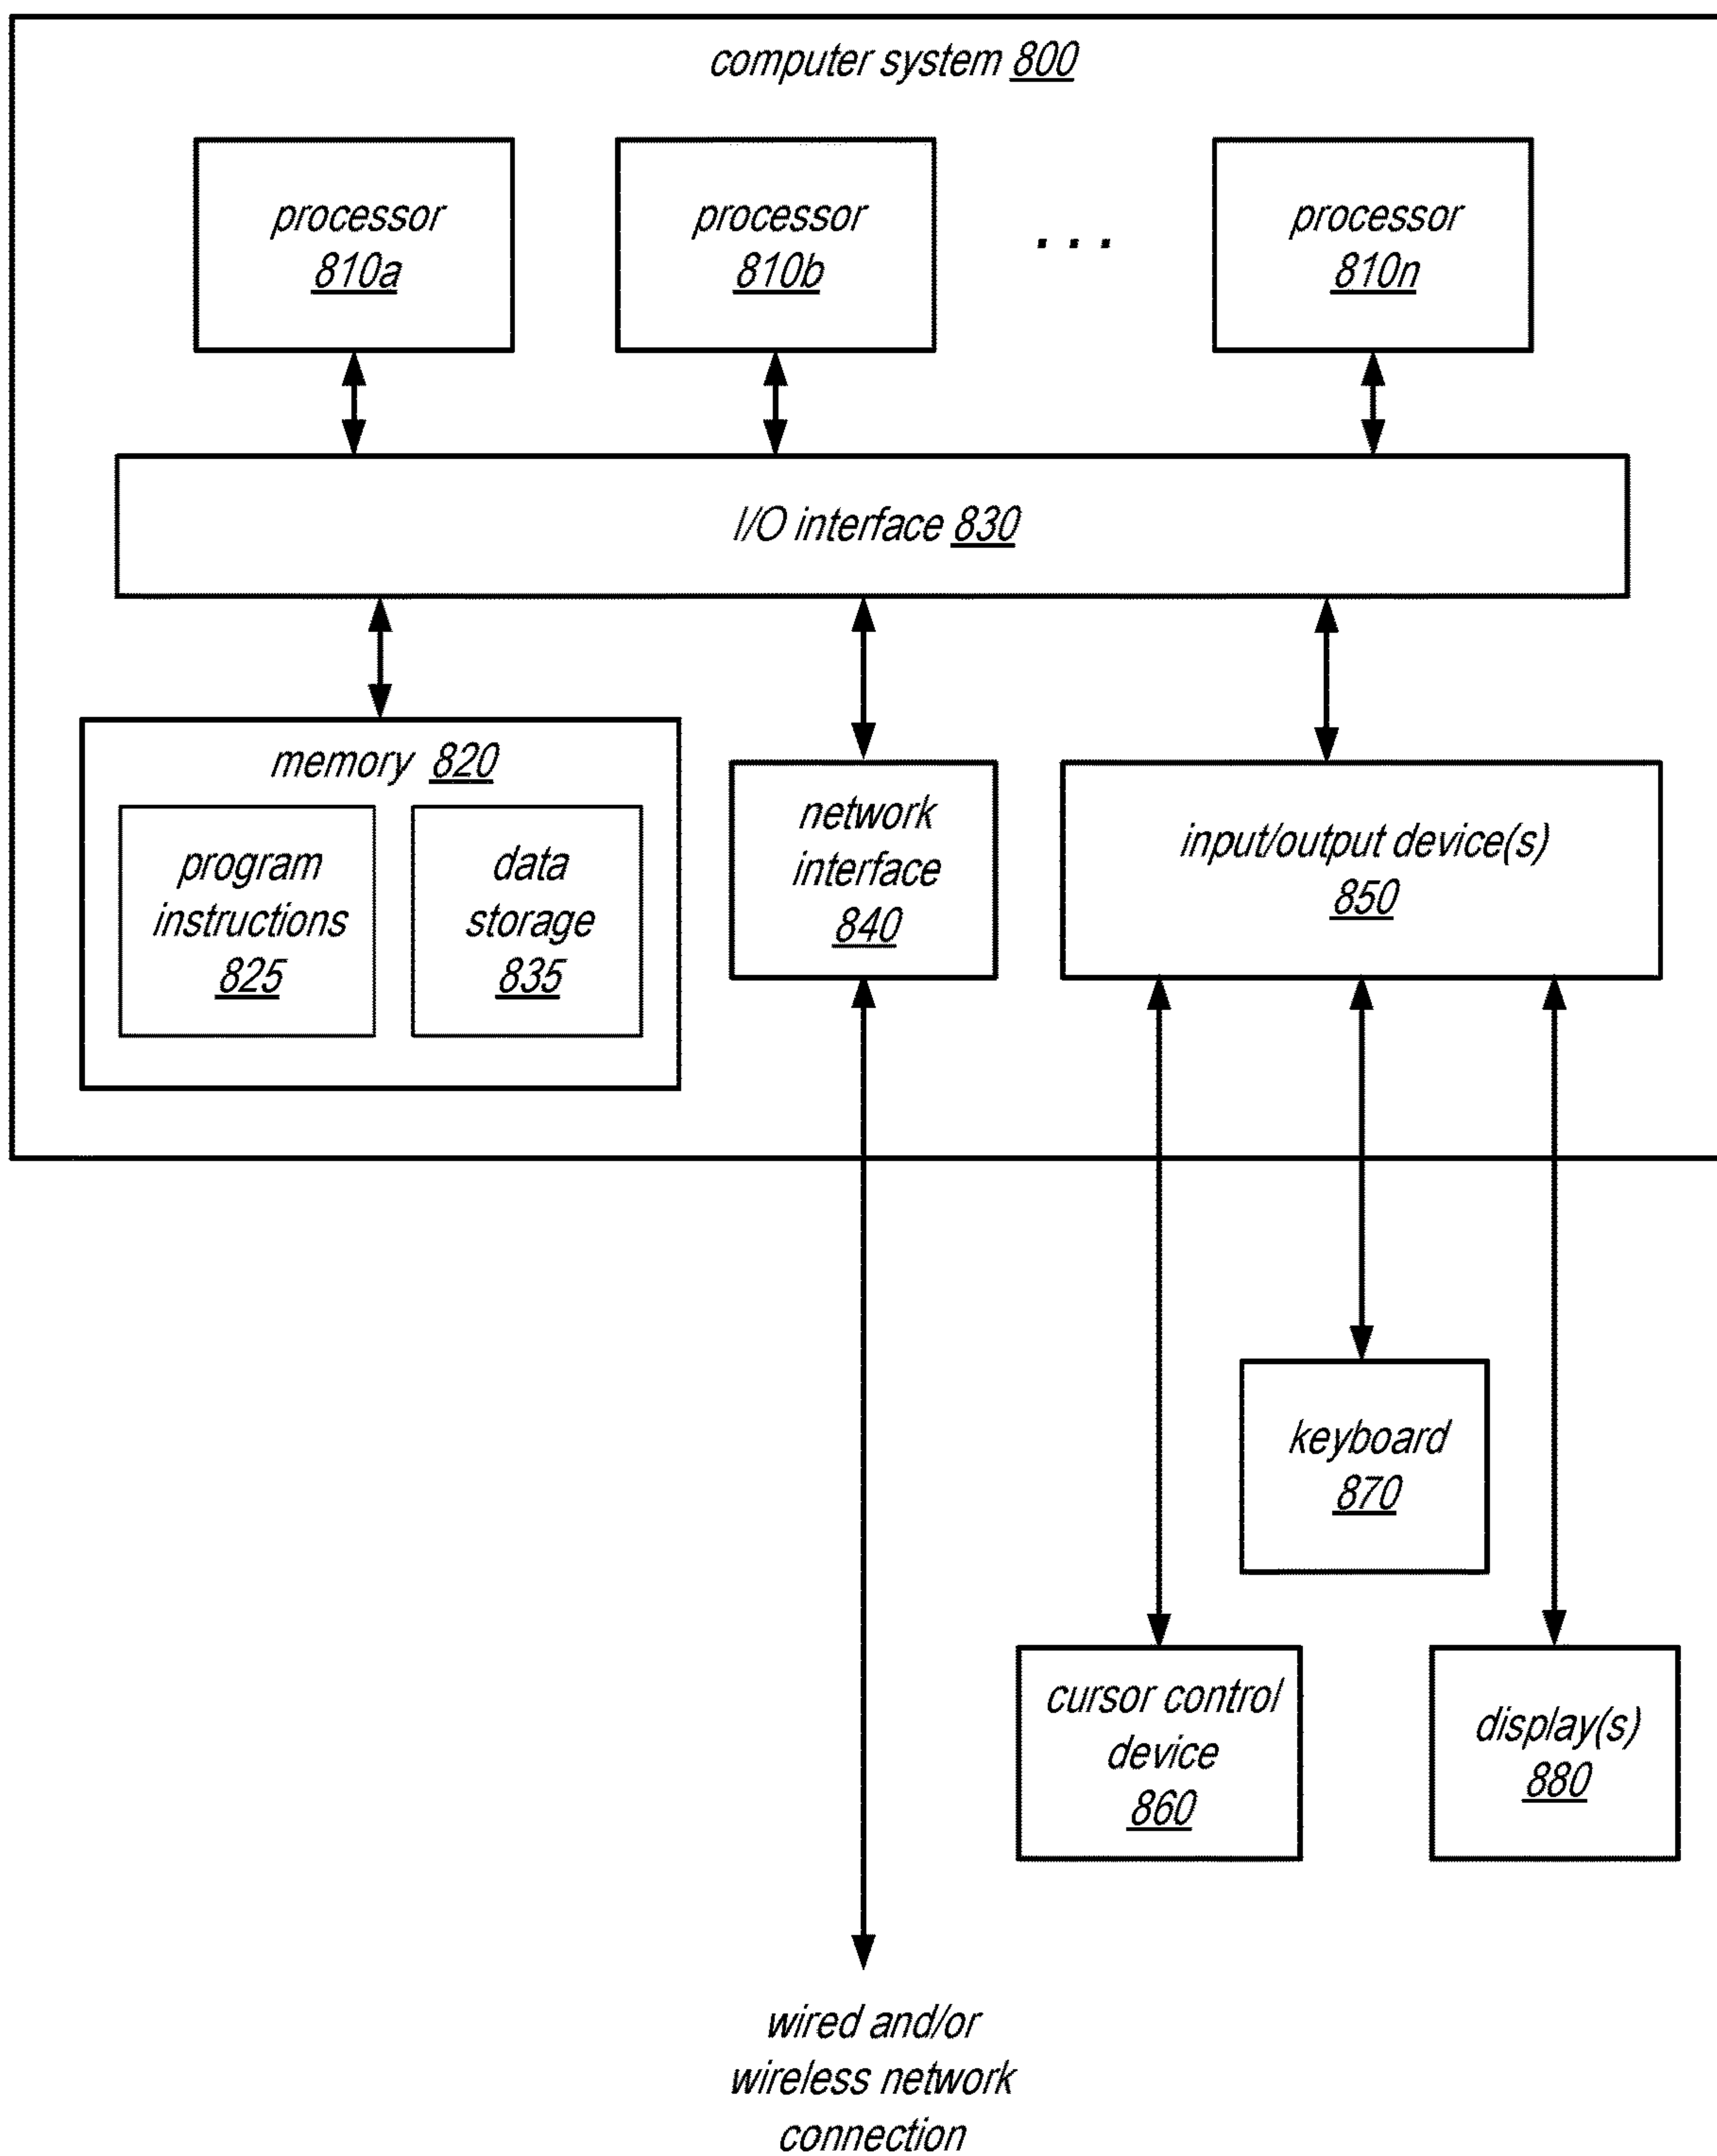 computer system 800
processor
810a
processor
810b
. . .
processor
810n
I/O interface 830
memory 820
program
instructions
825
data
storage
835
network
interface
840
input/output device(s)
850
keyboard
870
cursor control
device
860
display(s)
880
wired and/or
wireless network
connection